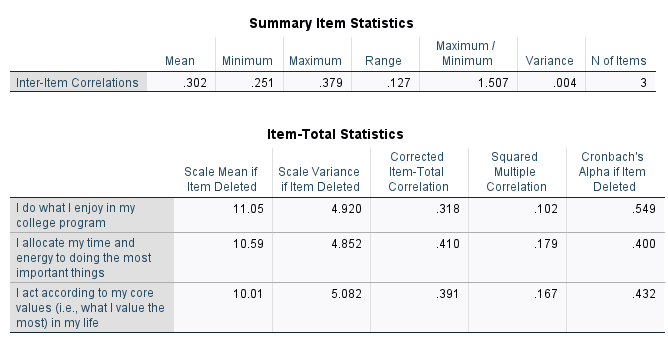 Summary Item Statistics
Mean Minimum Maximum Range Maximum / Minimum Variance N of Items
Inter-Item Correlations .302 .251 .379 .127 1.507 .004 3
Item-Total Statistics
Scale Mean if Item Deleted Scale Variance if Item Deleted Corrected Item-Total Correlation Squared Multiple Correlation Cronbach's Alpha if Item Deleted
I do what I enjoy in my college program 11.05 4.920 .318 .102 .549
I allocate my time and energy to doing the most important things 10.59 4.852 .410 .179 .400
I act according to my core values (i.e., what I value the most) in my life 10.01 5.082 .391 .167 .432